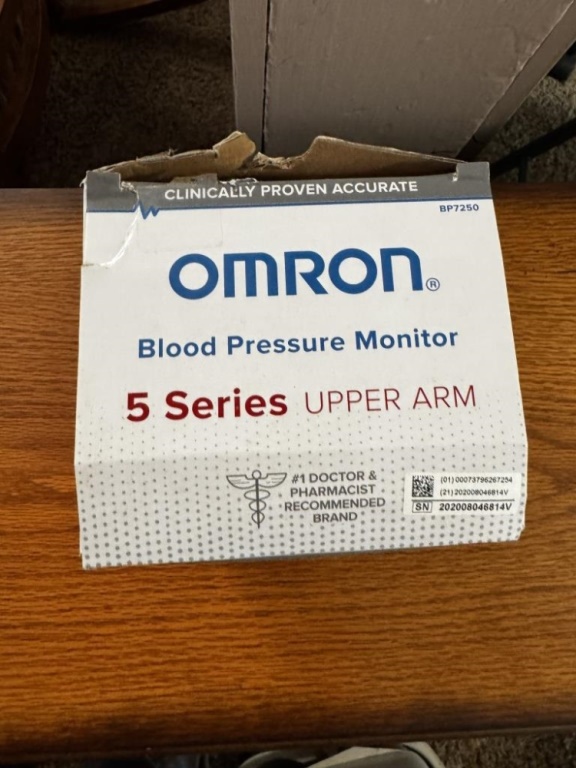 CLINICALLY PROVEN ACCURATE
BP7250
OMRON®
Blood Pressure Monitor
5 Series UPPER ARM
#1 DOCTOR &
PHARMACIST
RECOMMENDED
BRAND
(01) 00073796267254
(21) 202008046814V
SN 202008046814V